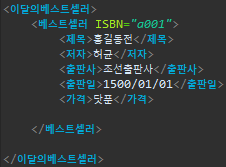 <이달의베스트셀러>
<베스트셀러 ISBN="a001">
<제목>홍길동전</제목>
<저자>허균</저자>
<출판사>조선출판사</출판사>
<출판일>1500/01/01</출판일>
<가격>닷푼</가격>
</베스트셀러>
</이달의베스트셀러>